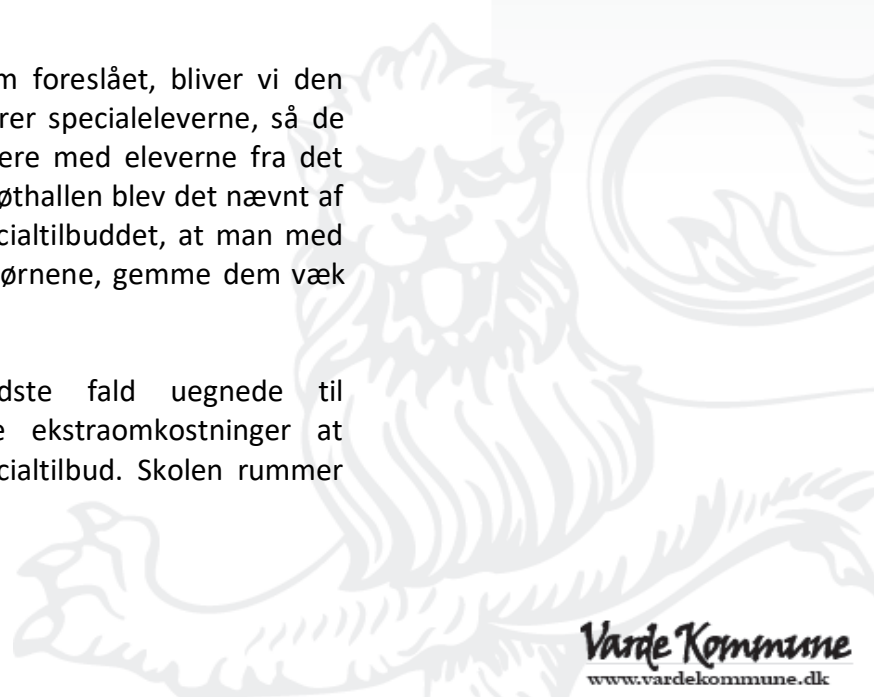 m foreslået, bliver vi den
rer specialeleverne, så de
ere med eleverne fra det
øthallen blev det nævnt af
cialtilbuddet, at man med
ørnene, gemme dem væk
dste fald uegnede til
e ekstraomkostninger at
cialtilbud. Skolen rummer
Varde Kommune
www.vardekommune.dk